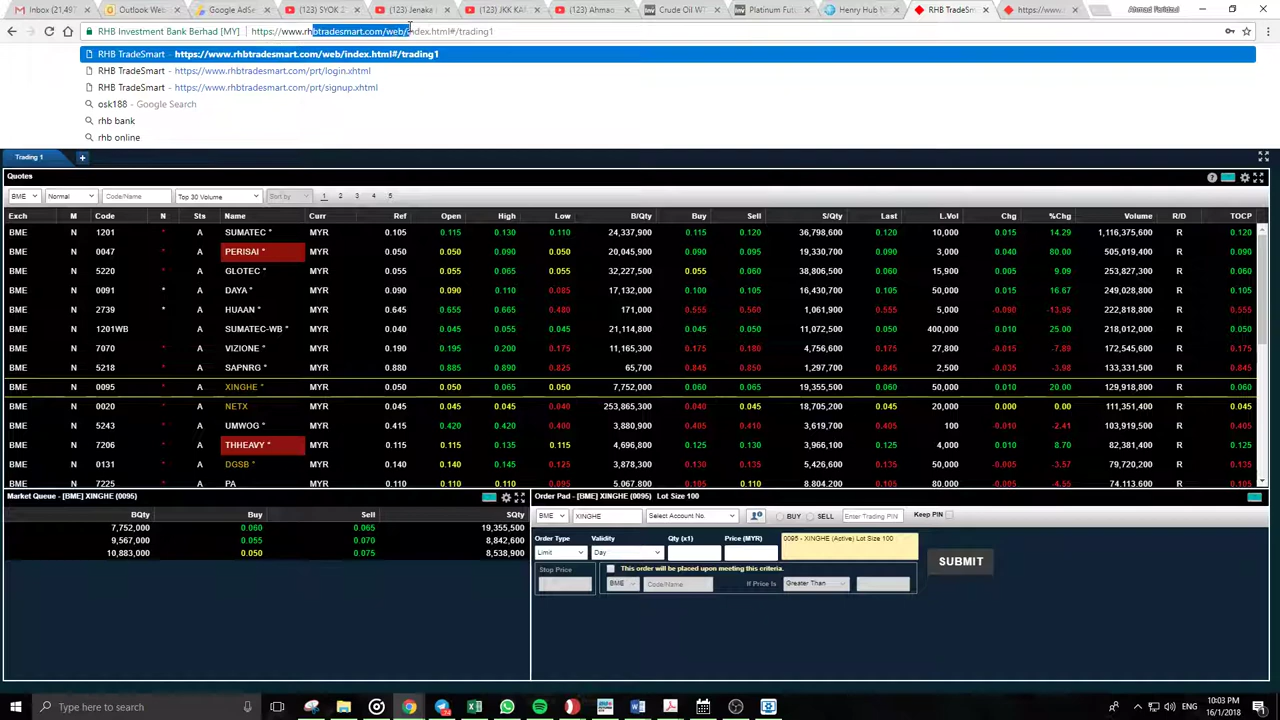 Inbox (21,497
Outlook Web
Google AdSe
(123) SYOK 2
(123) Jenaka
(123) JKK KA
(123) Ahmad
Crude Oil WT
Platinum Futu
Henry Hub N
RHB TradeSm
https://www.r
Ahmad Faridzal
RHB Investment Bank Berhad [MY] https://www.rhbtradesmart.com/web/index.html#/trading1
RHB TradeSmart https://www.rhbtradesmart.com/web/index.html#/trading1
RHB TradeSmart https://www.rhbtradesmart.com/prt/login.xhtml
RHB TradeSmart https://www.rhbtradesmart.com/prt/signup.xhtml
osk188 - Google Search
rhb bank
rhb online
Trading 1 +
Quotes
BME Normal Code/Name Top 30 Volume Sort by 1 2 3 4 5
Exch M Code N Sts Name Curr Ref Open High Low B/Qty Buy Sell S/Qty Last L.Vol Chg %Chg Volume R/D TOCP
BME N 1201 * A SUMATEC * MYR 0.105 0.115 0.130 0.110 24,337,900 0.115 0.120 36,798,600 0.120 10,000 0.015 14.29 1,116,375,600 R 0.120
BME N 0047 * A PERISAI * MYR 0.050 0.050 0.090 0.050 20,045,900 0.085 0.090 19,330,700 0.090 3,000 0.040 80.00 505,019,400 R 0.090
BME N 5220 * A GLOTEC * MYR 0.055 0.055 0.065 0.055 32,227,500 0.055 0.060 38,806,500 0.060 15,900 0.005 9.09 253,827,300 R 0.060
BME N 0091 * A DAYA * MYR 0.090 0.090 0.110 0.085 17,132,000 0.100 0.105 16,430,700 0.105 50,000 0.015 16.67 249,028,800 R 0.105
BME N 2739 * A HUAAN * MYR 0.645 0.655 0.665 0.480 171,000 0.555 0.560 1,061,900 0.555 5,000 -0.090 -13.95 222,818,800 R 0.555
BME N 1201WB * A SUMATEC-WB * MYR 0.040 0.045 0.055 0.045 21,114,800 0.045 0.050 11,072,500 0.050 400,000 0.010 25.00 218,012,000 R 0.050
BME N 7070 * A VIZIONE * MYR 0.190 0.195 0.200 0.175 11,165,300 0.175 0.180 4,756,600 0.175 27,800 -0.015 -7.89 172,545,600 R 0.175
BME N 5218 * A SAPNRG * MYR 0.880 0.885 0.890 0.825 65,700 0.845 0.850 1,297,700 0.845 2,500 -0.035 -3.98 133,331,500 R 0.845
BME N 0095 * A XINGHE * MYR 0.050 0.050 0.065 0.050 7,752,000 0.060 0.065 19,355,500 0.060 50,000 0.010 20.00 129,918,800 R 0.060
BME N 0020 * A NETX MYR 0.045 0.045 0.045 0.040 253,865,300 0.040 0.045 18,705,200 0.045 20,000 0.000 0.00 111,351,400 R 0.045
BME N 5243 * A UMWOG * MYR 0.415 0.420 0.420 0.400 3,880,900 0.400 0.405 3,619,700 0.405 100 -0.010 -2.41 103,919,500 R 0.405
BME N 7206 * A THHEAVY * MYR 0.115 0.115 0.135 0.115 4,696,800 0.125 0.130 3,966,100 0.125 4,000 0.010 8.70 82,381,400 R 0.125
BME N 0131 * A DGSB * MYR 0.140 0.140 0.145 0.125 3,878,300 0.130 0.135 5,426,600 0.135 50,000 -0.005 -3.57 79,720,200 R 0.135
BME N 7225 * A PA MYR 0.110 0.110 0.110 0.095 5,067,800 0.100 0.105 8,804,200 R
Market Queue - [BME] XINGHE (0095)
BQty Buy Sell SQty
7,752,000 0.060 0.065 19,355,500
9,567,000 0.055 0.070 8,842,600
10,883,000 0.050 0.075 8,538,900
Order Pad - [BME] XINGHE (0095) Lot Size 100
BME XINGHE Select Account No. BUY SELL Enter Trading PIN Keep PIN
Order Type Validity Qty (x1) Price (MYR) 0095 - XINGHE (Active) Lot Size 100
Limit Day
SUBMIT
Stop Price This order will be placed upon meeting this criteria.
BME Code/Name If Price Is Greater Than
Type here to search
ENG
10:03 PM
16/1/2018